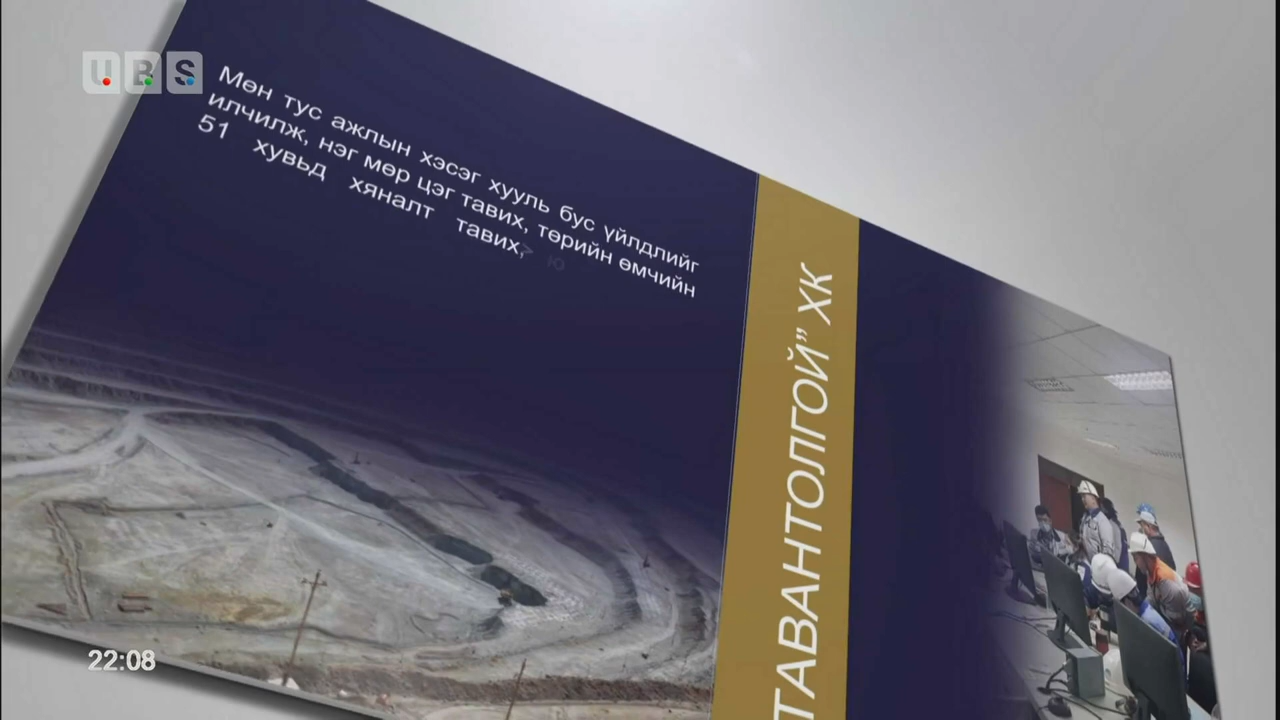 UBS
Мөн тус ажлын хэсэг хууль бус үйлдлийг
илчилж, нэг мөр цэг тавих, төрийн өмчийн
51 хувьд хяналт тавих,
ТАВАНТОЛГОЙ” ХК
22:08